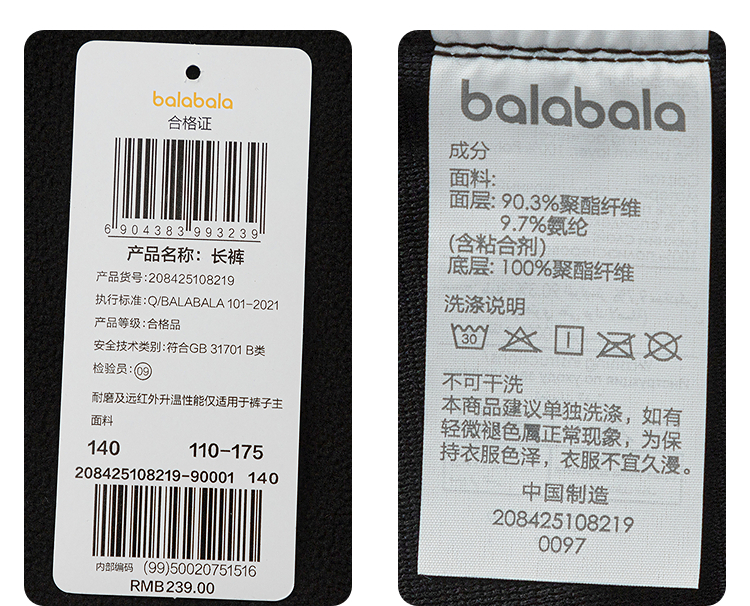 balabala
合格证
6 904383 993239
产品名称: 长裤
产品货号:208425108219
执行标准:Q/BALABALA 101-2021
产品等级:合格品
安全技术类别:符合GB 31701 B类
检验员:09
耐磨及远红外升温性能仅适用于裤子主
面料
140 110-175
208425108219-90001 140
内部编码 (99)50020751516
RMB239.00
balabala
成分
面料:
面层: 90.3%聚酯纤维
9.7%氨纶
(含粘合剂)
底层: 100%聚酯纤维
洗涤说明
30
不可干洗
本商品建议单独洗涤，如有
轻微褪色属正常现象，为保
持衣服色泽，衣服不宜久漫。
中国制造
208425108219
0097